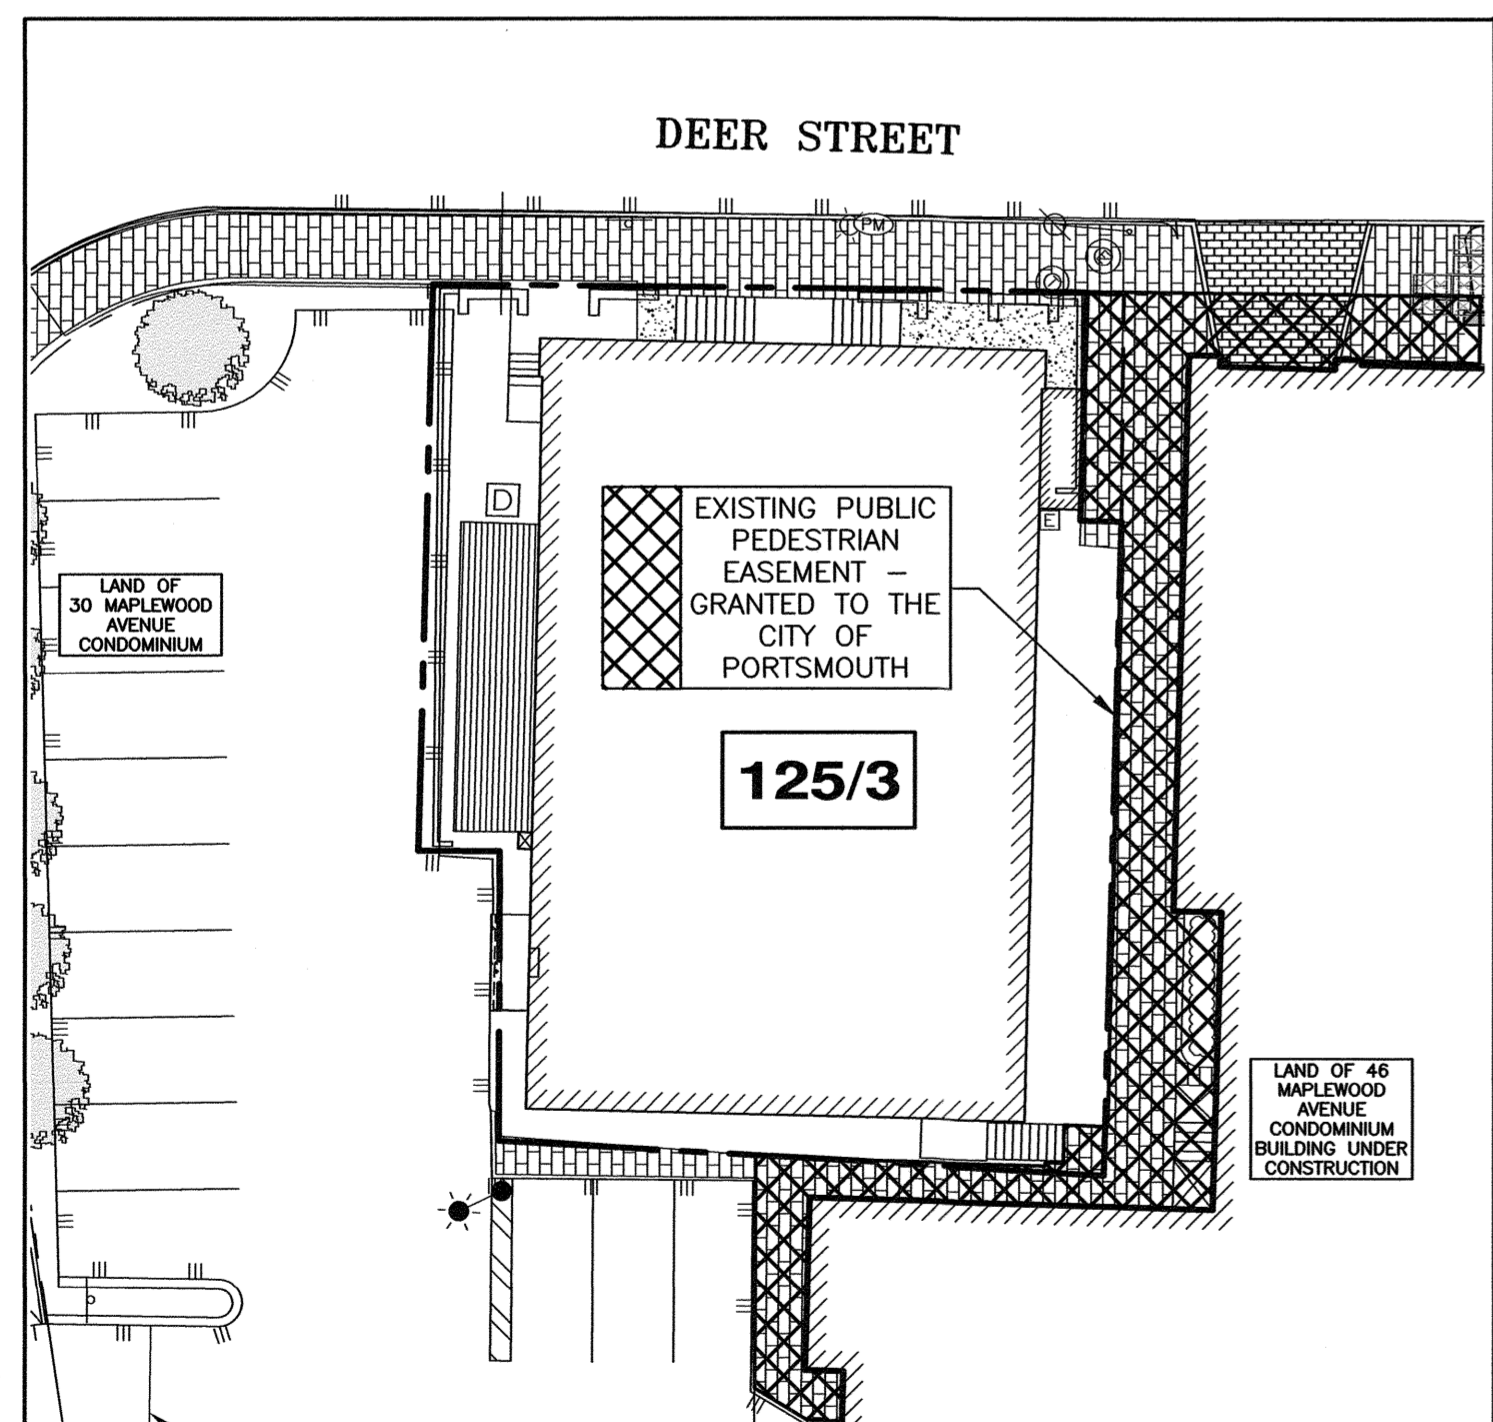 DEER STREET
PM
D
EXISTING PUBLIC
PEDESTRIAN
EASEMENT –
GRANTED TO THE
CITY OF
PORTSMOUTH
E
LAND OF
30 MAPLEWOOD
AVENUE
CONDOMINIUM
125/3
LAND OF 46
MAPLEWOOD
AVENUE
CONDOMINIUM
BUILDING UNDER
CONSTRUCTION